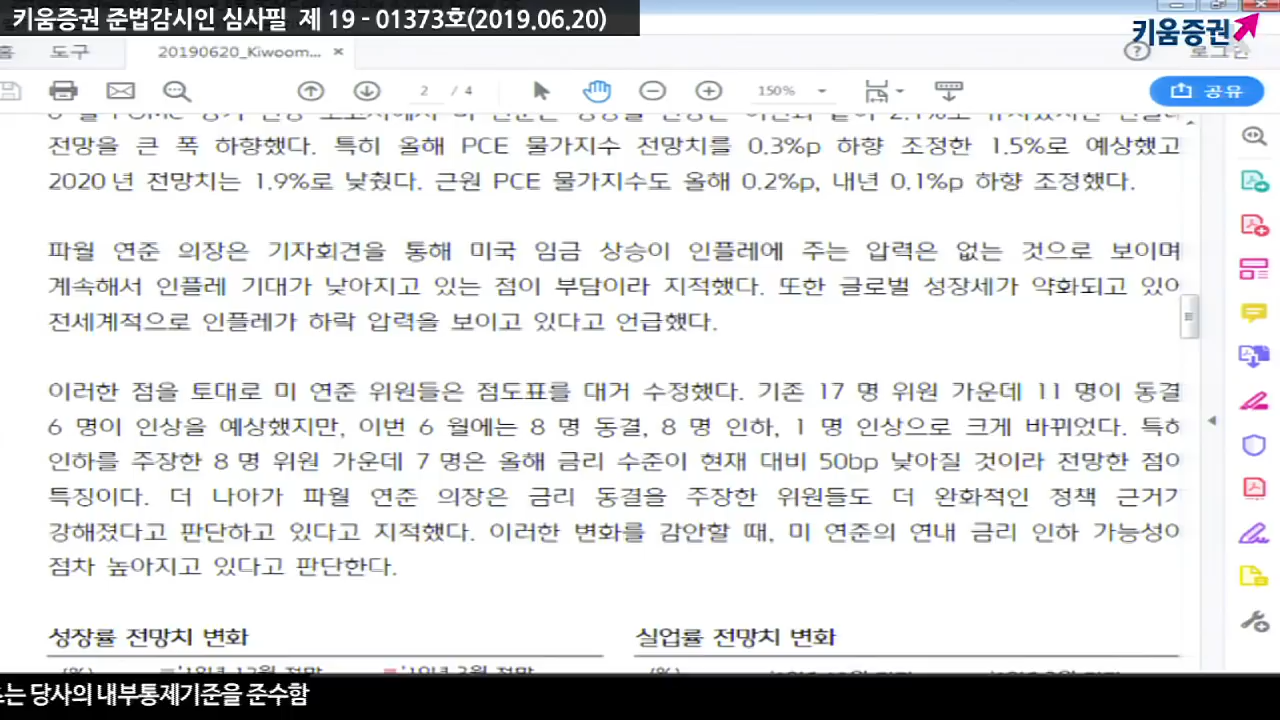 키움증권 준법감시인 심사필 제 19 - 01373호(2019.06.20)
키움증권
도구
20190620_Kiwoom... ×
로그인
2 / 4
150%
공유
전망을 큰 폭 하향했다. 특히 올해 PCE 물가지수 전망치를 0.3%p 하향 조정한 1.5%로 예상했고
2020 년 전망치는 1.9%로 낮췄다. 근원 PCE 물가지수도 올해 0.2%p, 내년 0.1%p 하향 조정했다.
파월 연준 의장은 기자회견을 통해 미국 임금 상승이 인플레에 주는 압력은 없는 것으로 보이며
계속해서 인플레 기대가 낮아지고 있는 점이 부담이라 지적했다. 또한 글로벌 성장세가 약화되고 있어
전세계적으로 인플레가 하락 압력을 보이고 있다고 언급했다.
이러한 점을 토대로 미 연준 위원들은 점도표를 대거 수정했다. 기존 17 명 위원 가운데 11 명이 동결
6 명이 인상을 예상했지만, 이번 6 월에는 8 명 동결, 8 명 인하, 1 명 인상으로 크게 바뀌었다. 특히
인하를 주장한 8 명 위원 가운데 7 명은 올해 금리 수준이 현재 대비 50bp 낮아질 것이라 전망한 점이
특징이다. 더 나아가 파월 연준 의장은 금리 동결을 주장한 위원들도 더 완화적인 정책 근거가
강해졌다고 판단하고 있다고 지적했다. 이러한 변화를 감안할 때, 미 연준의 연내 금리 인하 가능성이
점차 높아지고 있다고 판단한다.
성장률 전망치 변화
실업률 전망치 변화
는 당사의 내부통제기준을 준수함